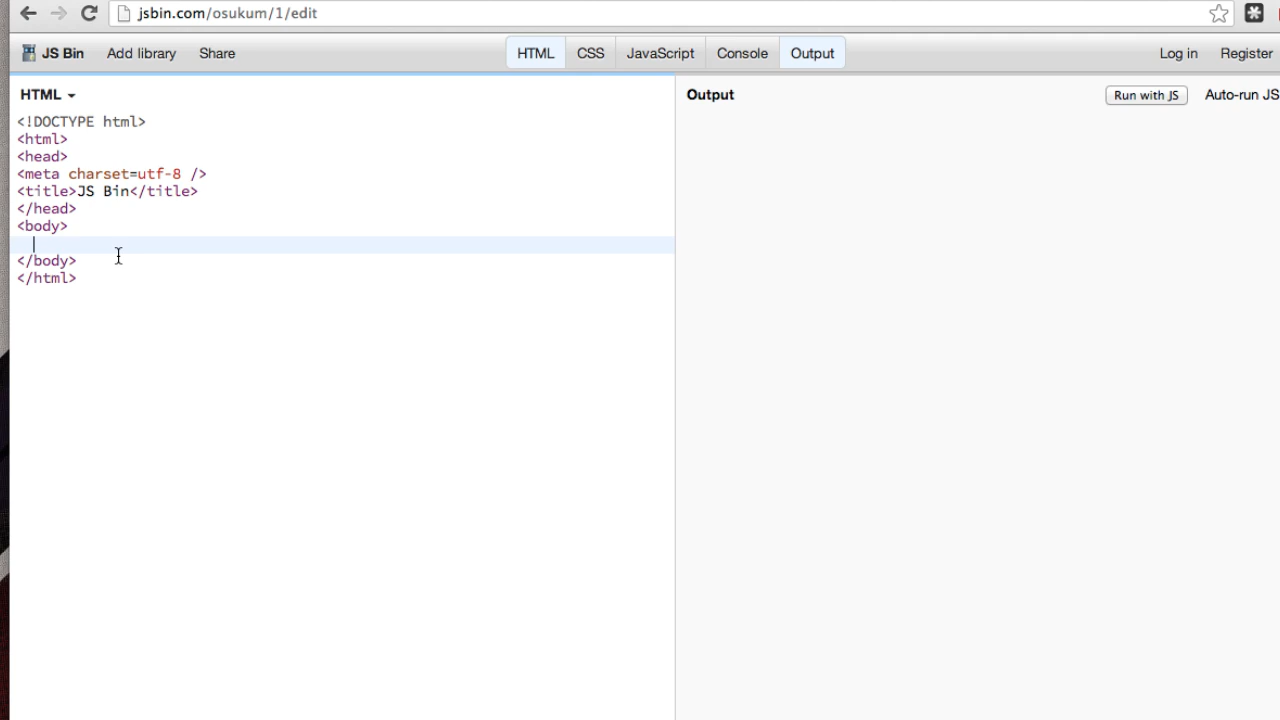 jsbin.com/osukum/1/edit
JS Bin Add library Share HTML CSS JavaScript Console Output Log in Register
HTML
Output Run with JS Auto-run JS
<!DOCTYPE html>
<html>
<head>
<meta charset=utf-8 />
<title>JS Bin</title>
</head>
<body>
</body>
</html>